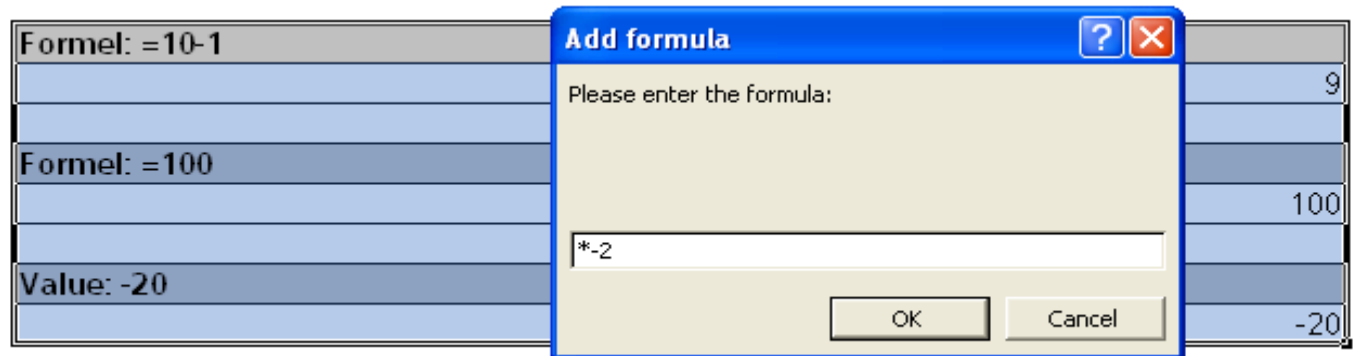 Formel: =10-1
9
Formel: =100
100
Value: -20
-20
Add formula
Please enter the formula:
*-2
OK
Cancel